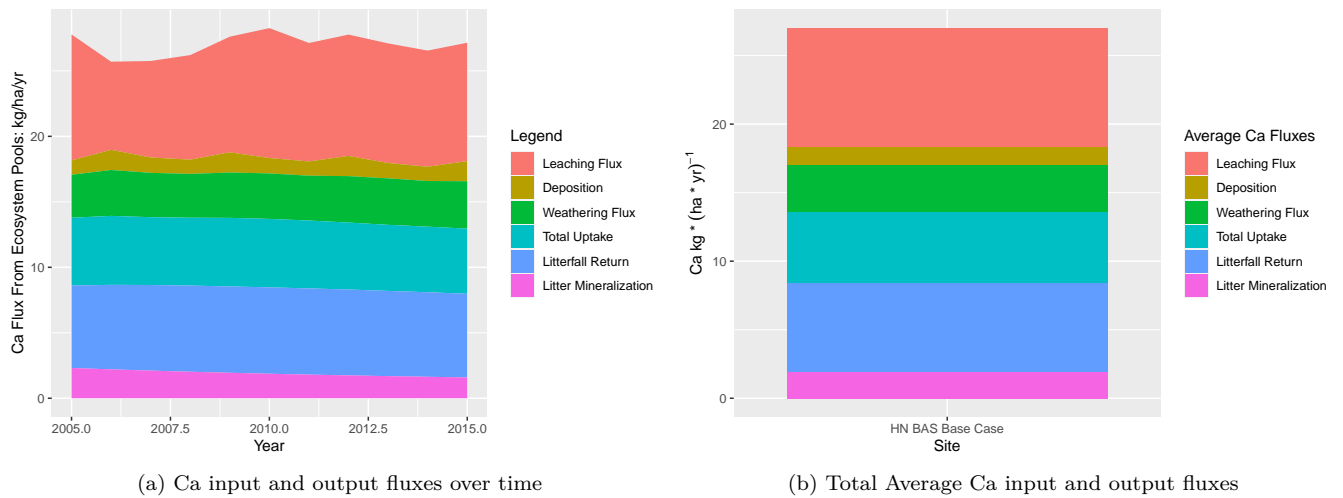 Ca Flux From Ecosystem Pools: kg/ha/yr
20
10
0
2005.0 2007.5 2010.0 2012.5 2015.0
Year
Legend
Leaching Flux
Deposition
Weathering Flux
Total Uptake
Litterfall Return
Litter Mineralization
(a) Ca input and output fluxes over time
Ca kg * (ha * yr)⁻¹
20
10
0
HN BAS Base Case
Site
Average Ca Fluxes
Leaching Flux
Deposition
Weathering Flux
Total Uptake
Litterfall Return
Litter Mineralization
(b) Total Average Ca input and output fluxes